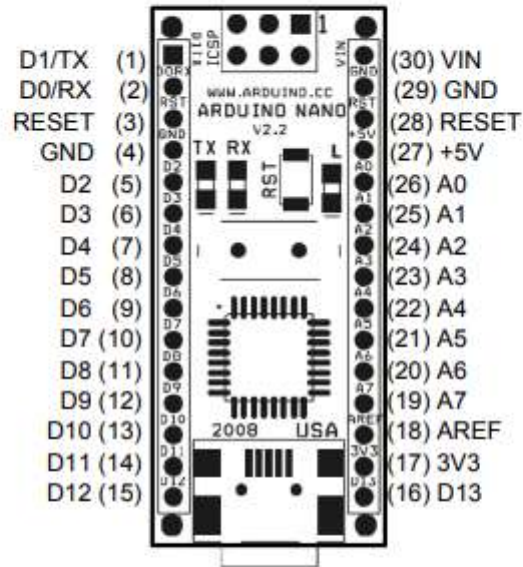 D1/TX (1)
D0/RX (2)
RESET (3)
GND (4)
D2 (5)
D3 (6)
D4 (7)
D5 (8)
D6 (9)
D7 (10)
D8 (11)
D9 (12)
D10 (13)
D11 (14)
D12 (15)
ICSP
1
VIN
WWW.ARDUINO.CC
ARDUINO NANO
V2.2
TX RX
RST
L
RST
GND
D2
D3
D4
D5
D6
D7
D8
D9
D10
D11
D12
GND
RST
+5V
A0
A1
A2
A3
A4
A5
A6
A7
AREF
3V3
D13
2008 USA
(30) VIN
(29) GND
(28) RESET
(27) +5V
(26) A0
(25) A1
(24) A2
(23) A3
(22) A4
(21) A5
(20) A6
(19) A7
(18) AREF
(17) 3V3
(16) D13